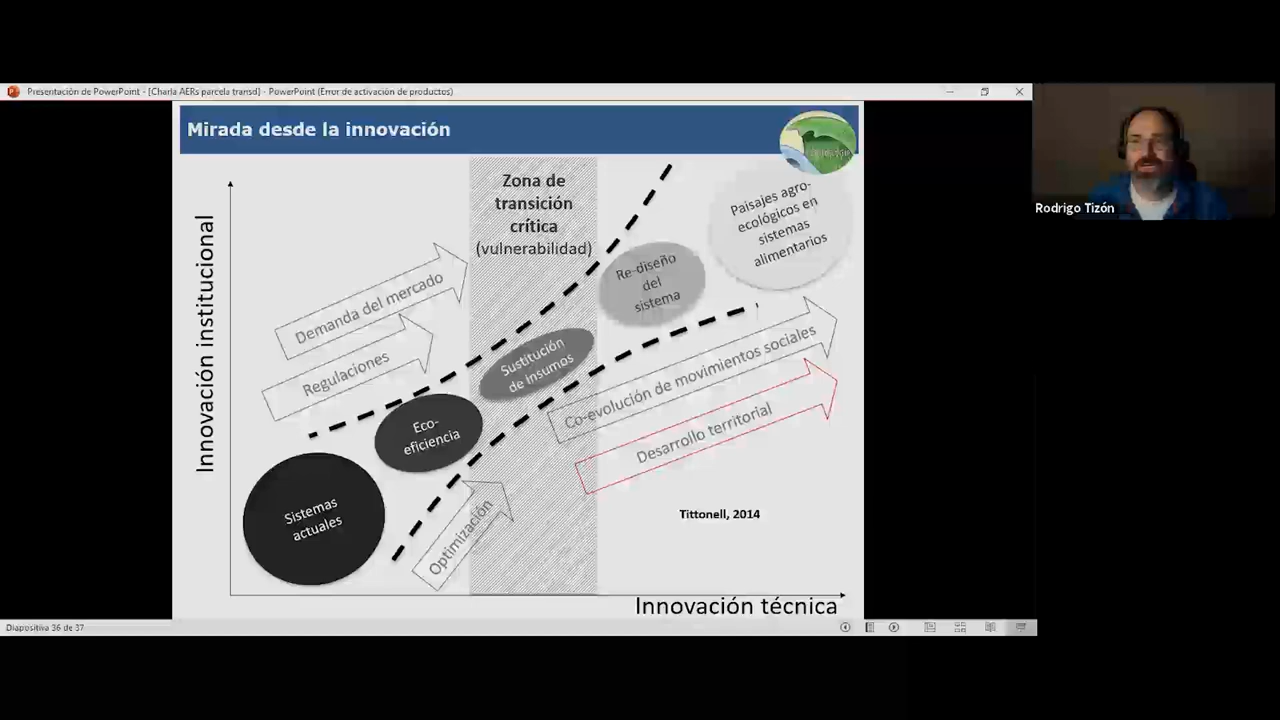 Presentación de PowerPoint - [Charla AERs parcela transd] - PowerPoint (Error de activación de productos)
Mirada desde la innovación
Rodrigo Tizón
Innovación institucional
Zona de
transición
crítica
(vulnerabilidad)
Paisajes agro-
ecológicos en
sistemas
alimentarios
Re-diseño
del
sistema
Demanda del mercado
Regulaciones
Sustitución
de insumos
Eco-
eficiencia
Sistemas
actuales
Optimización
Co-evolución de movimientos sociales
Desarrollo territorial
Tittonell, 2014
Innovación técnica
Diapositiva 36 de 37